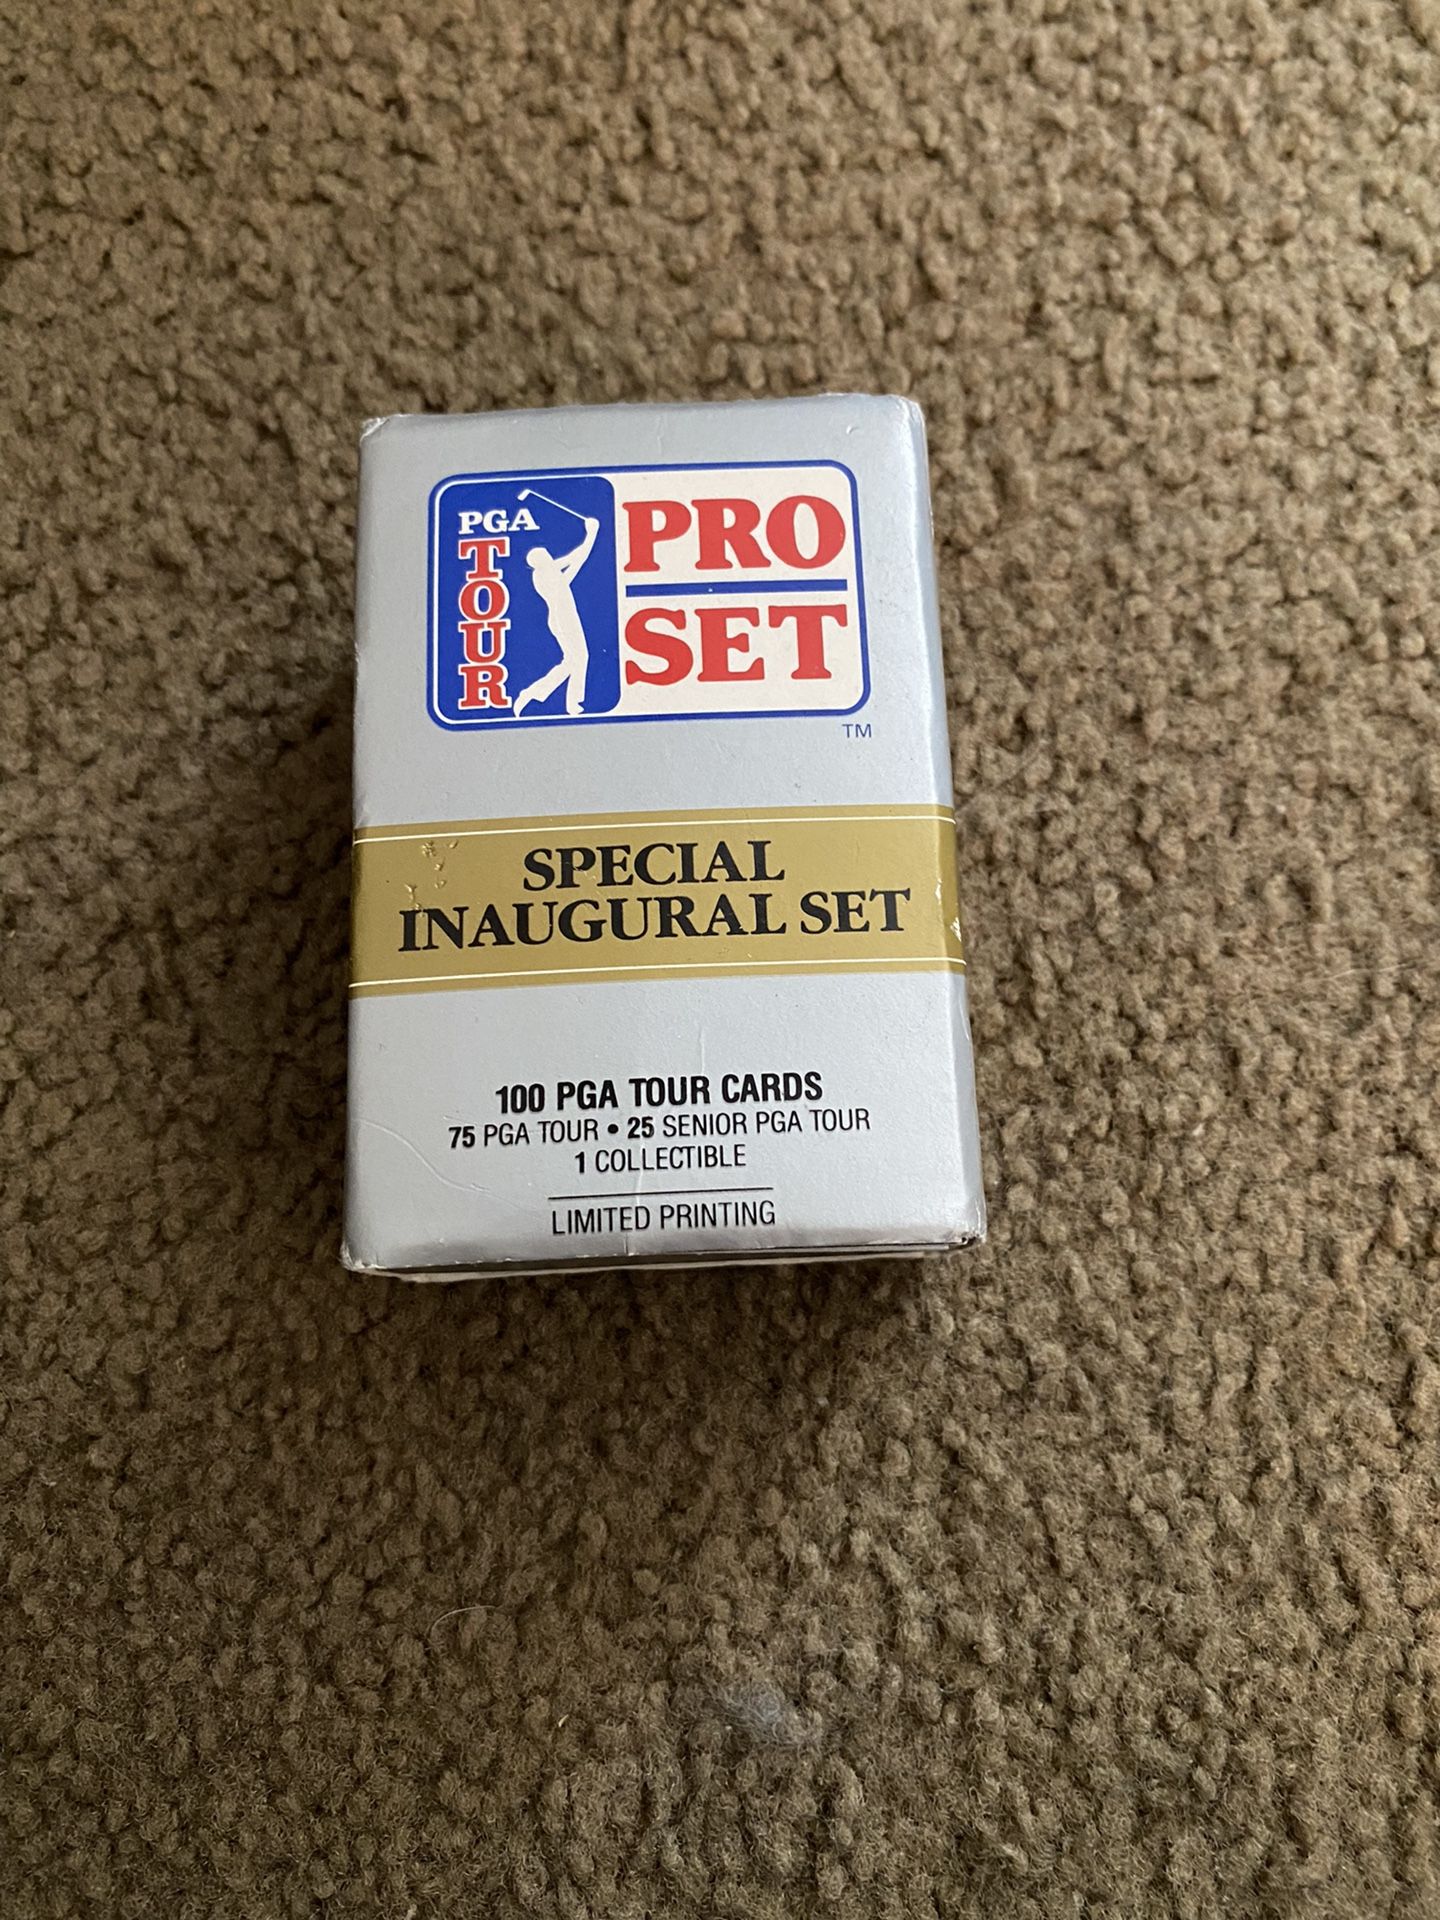 PGA
TOUR
PRO
SET
TM
SPECIAL
INAUGURAL SET
100 PGA TOUR CARDS
75 PGA TOUR • 25 SENIOR PGA TOUR
1 COLLECTIBLE
LIMITED PRINTING